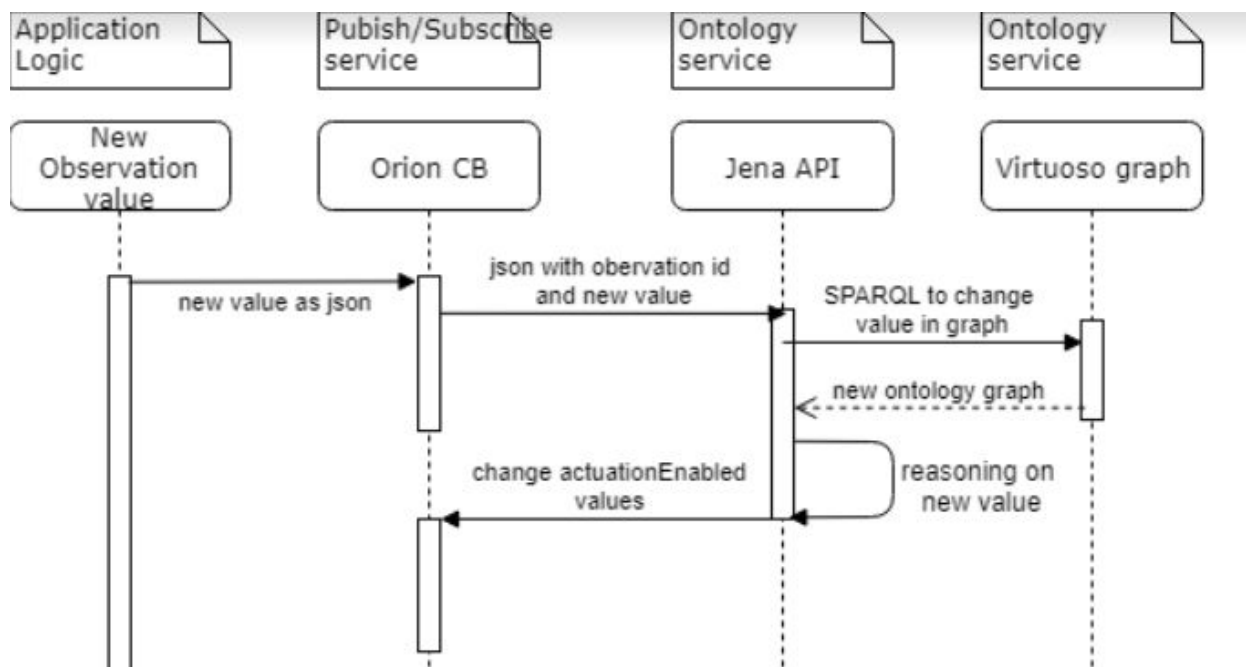 Application
Logic
Pubish/Subscribe
service
Ontology
service
Ontology
service
New
Observation
value
Orion CB
Jena API
Virtuoso graph
new value as json
json with obervation id
and new value
SPARQL to change
value in graph
new ontology graph
change actuationEnabled
values
reasoning on
new value